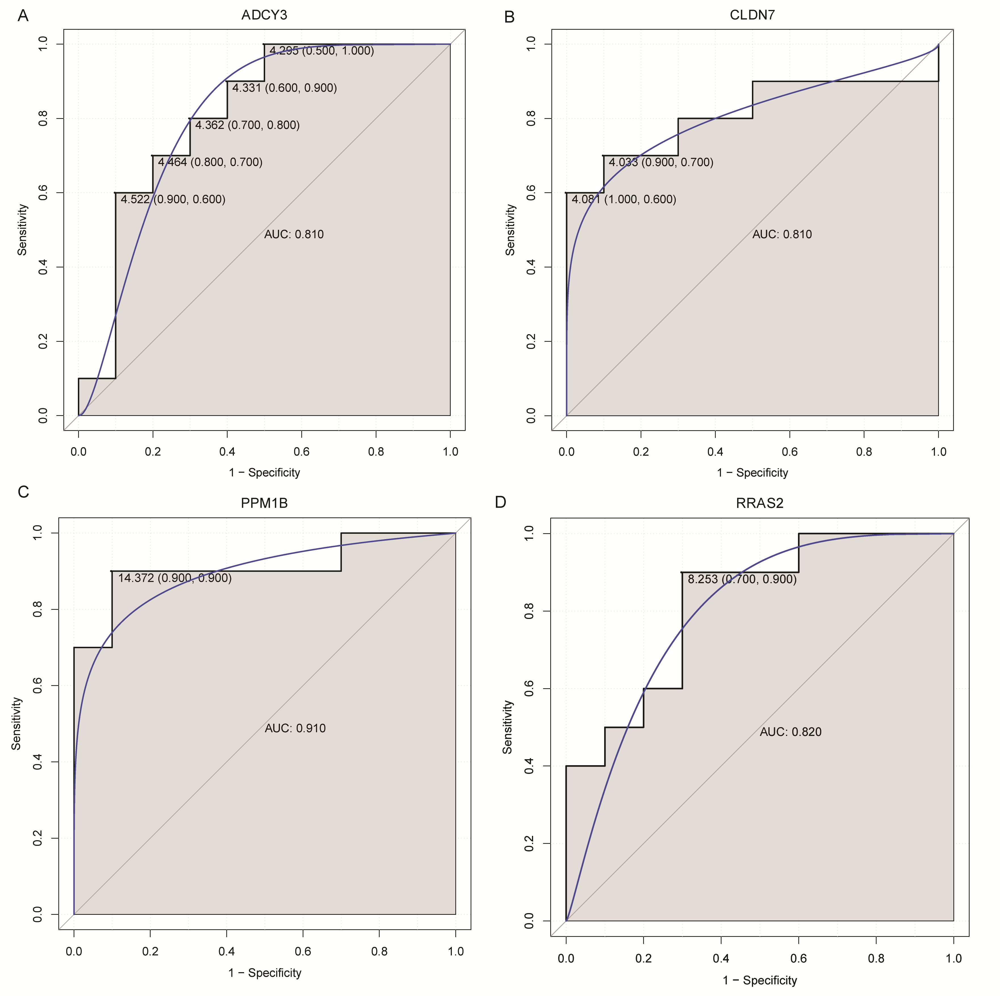 A
ADCY3
1.0
0.8
0.6
0.4
0.2
0.0
Sensitivity
4.295 (0.500, 1.000)
4.331 (0.600, 0.900)
4.362 (0.700, 0.800)
4.464 (0.800, 0.700)
4.522 (0.900, 0.600)
AUC: 0.810
0.0 0.2 0.4 0.6 0.8 1.0
1 − Specificity
B
CLDN7
1.0
0.8
0.6
0.4
0.2
0.0
Sensitivity
4.033 (0.900, 0.700)
4.081 (1.000, 0.600)
AUC: 0.810
0.0 0.2 0.4 0.6 0.8 1.0
1 − Specificity
C
PPM1B
1.0
0.8
0.6
0.4
0.2
0.0
Sensitivity
14.372 (0.900, 0.900)
AUC: 0.910
0.0 0.2 0.4 0.6 0.8 1.0
1 − Specificity
D
RRAS2
1.0
0.8
0.6
0.4
0.2
0.0
Sensitivity
8.253 (0.700, 0.900)
AUC: 0.820
0.0 0.2 0.4 0.6 0.8 1.0
1 − Specificity